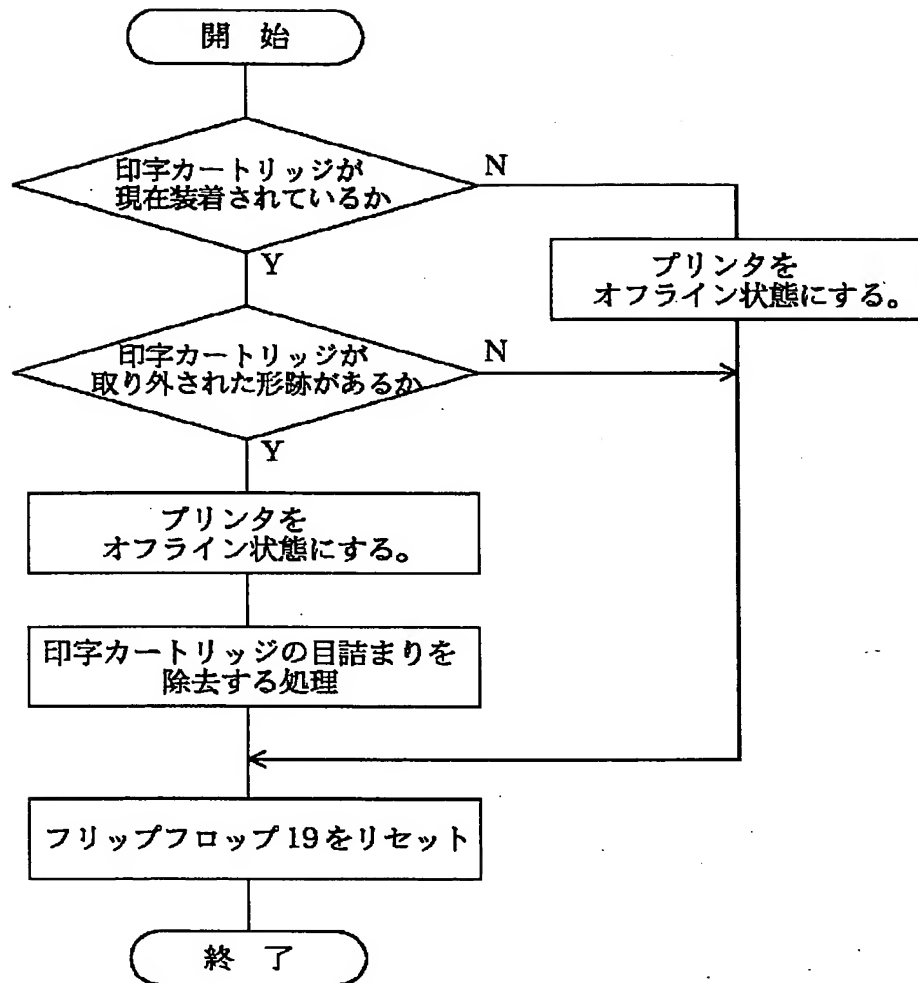 開 始
印字カートリッジが
現在装着されているか
N
Y
プリンタを
オフライン状態にする。
印字カートリッジが
取り外された形跡があるか
N
Y
プリンタを
オフライン状態にする。
印字カートリッジの目詰まりを
除去する処理
フリップフロップ19をリセット
終 了